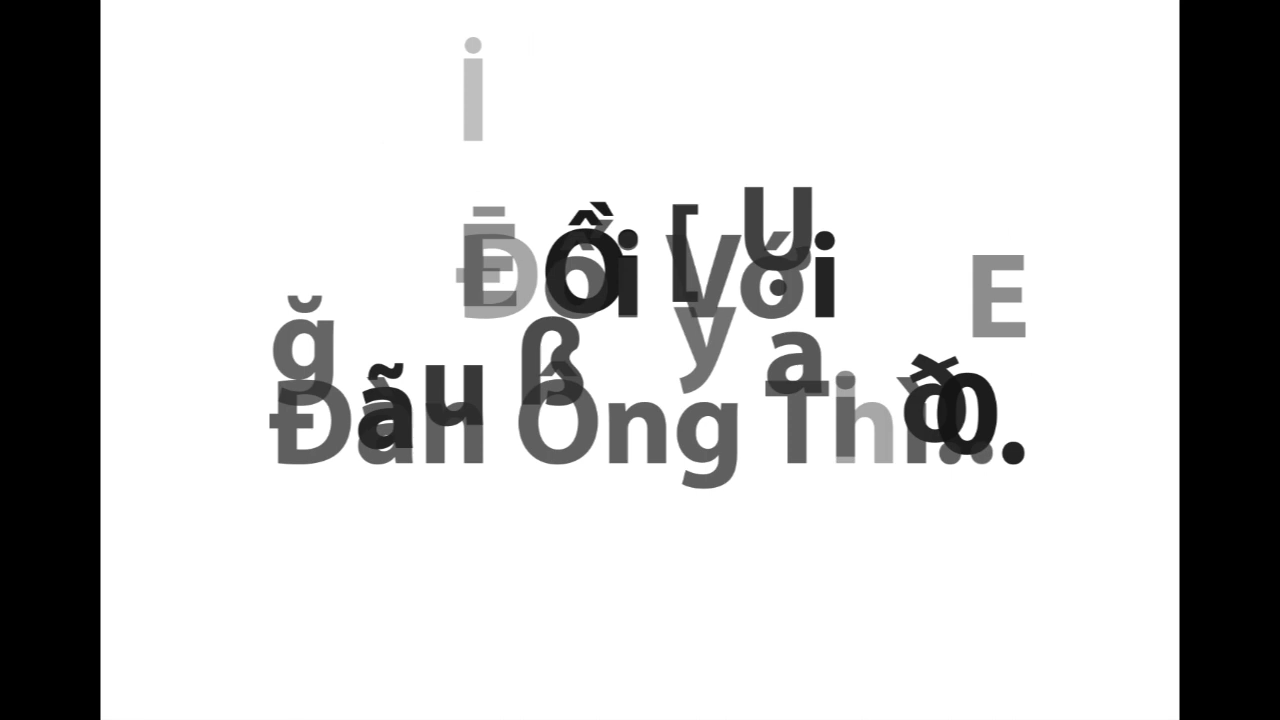 Đối Với
Đàn Ông Thì...